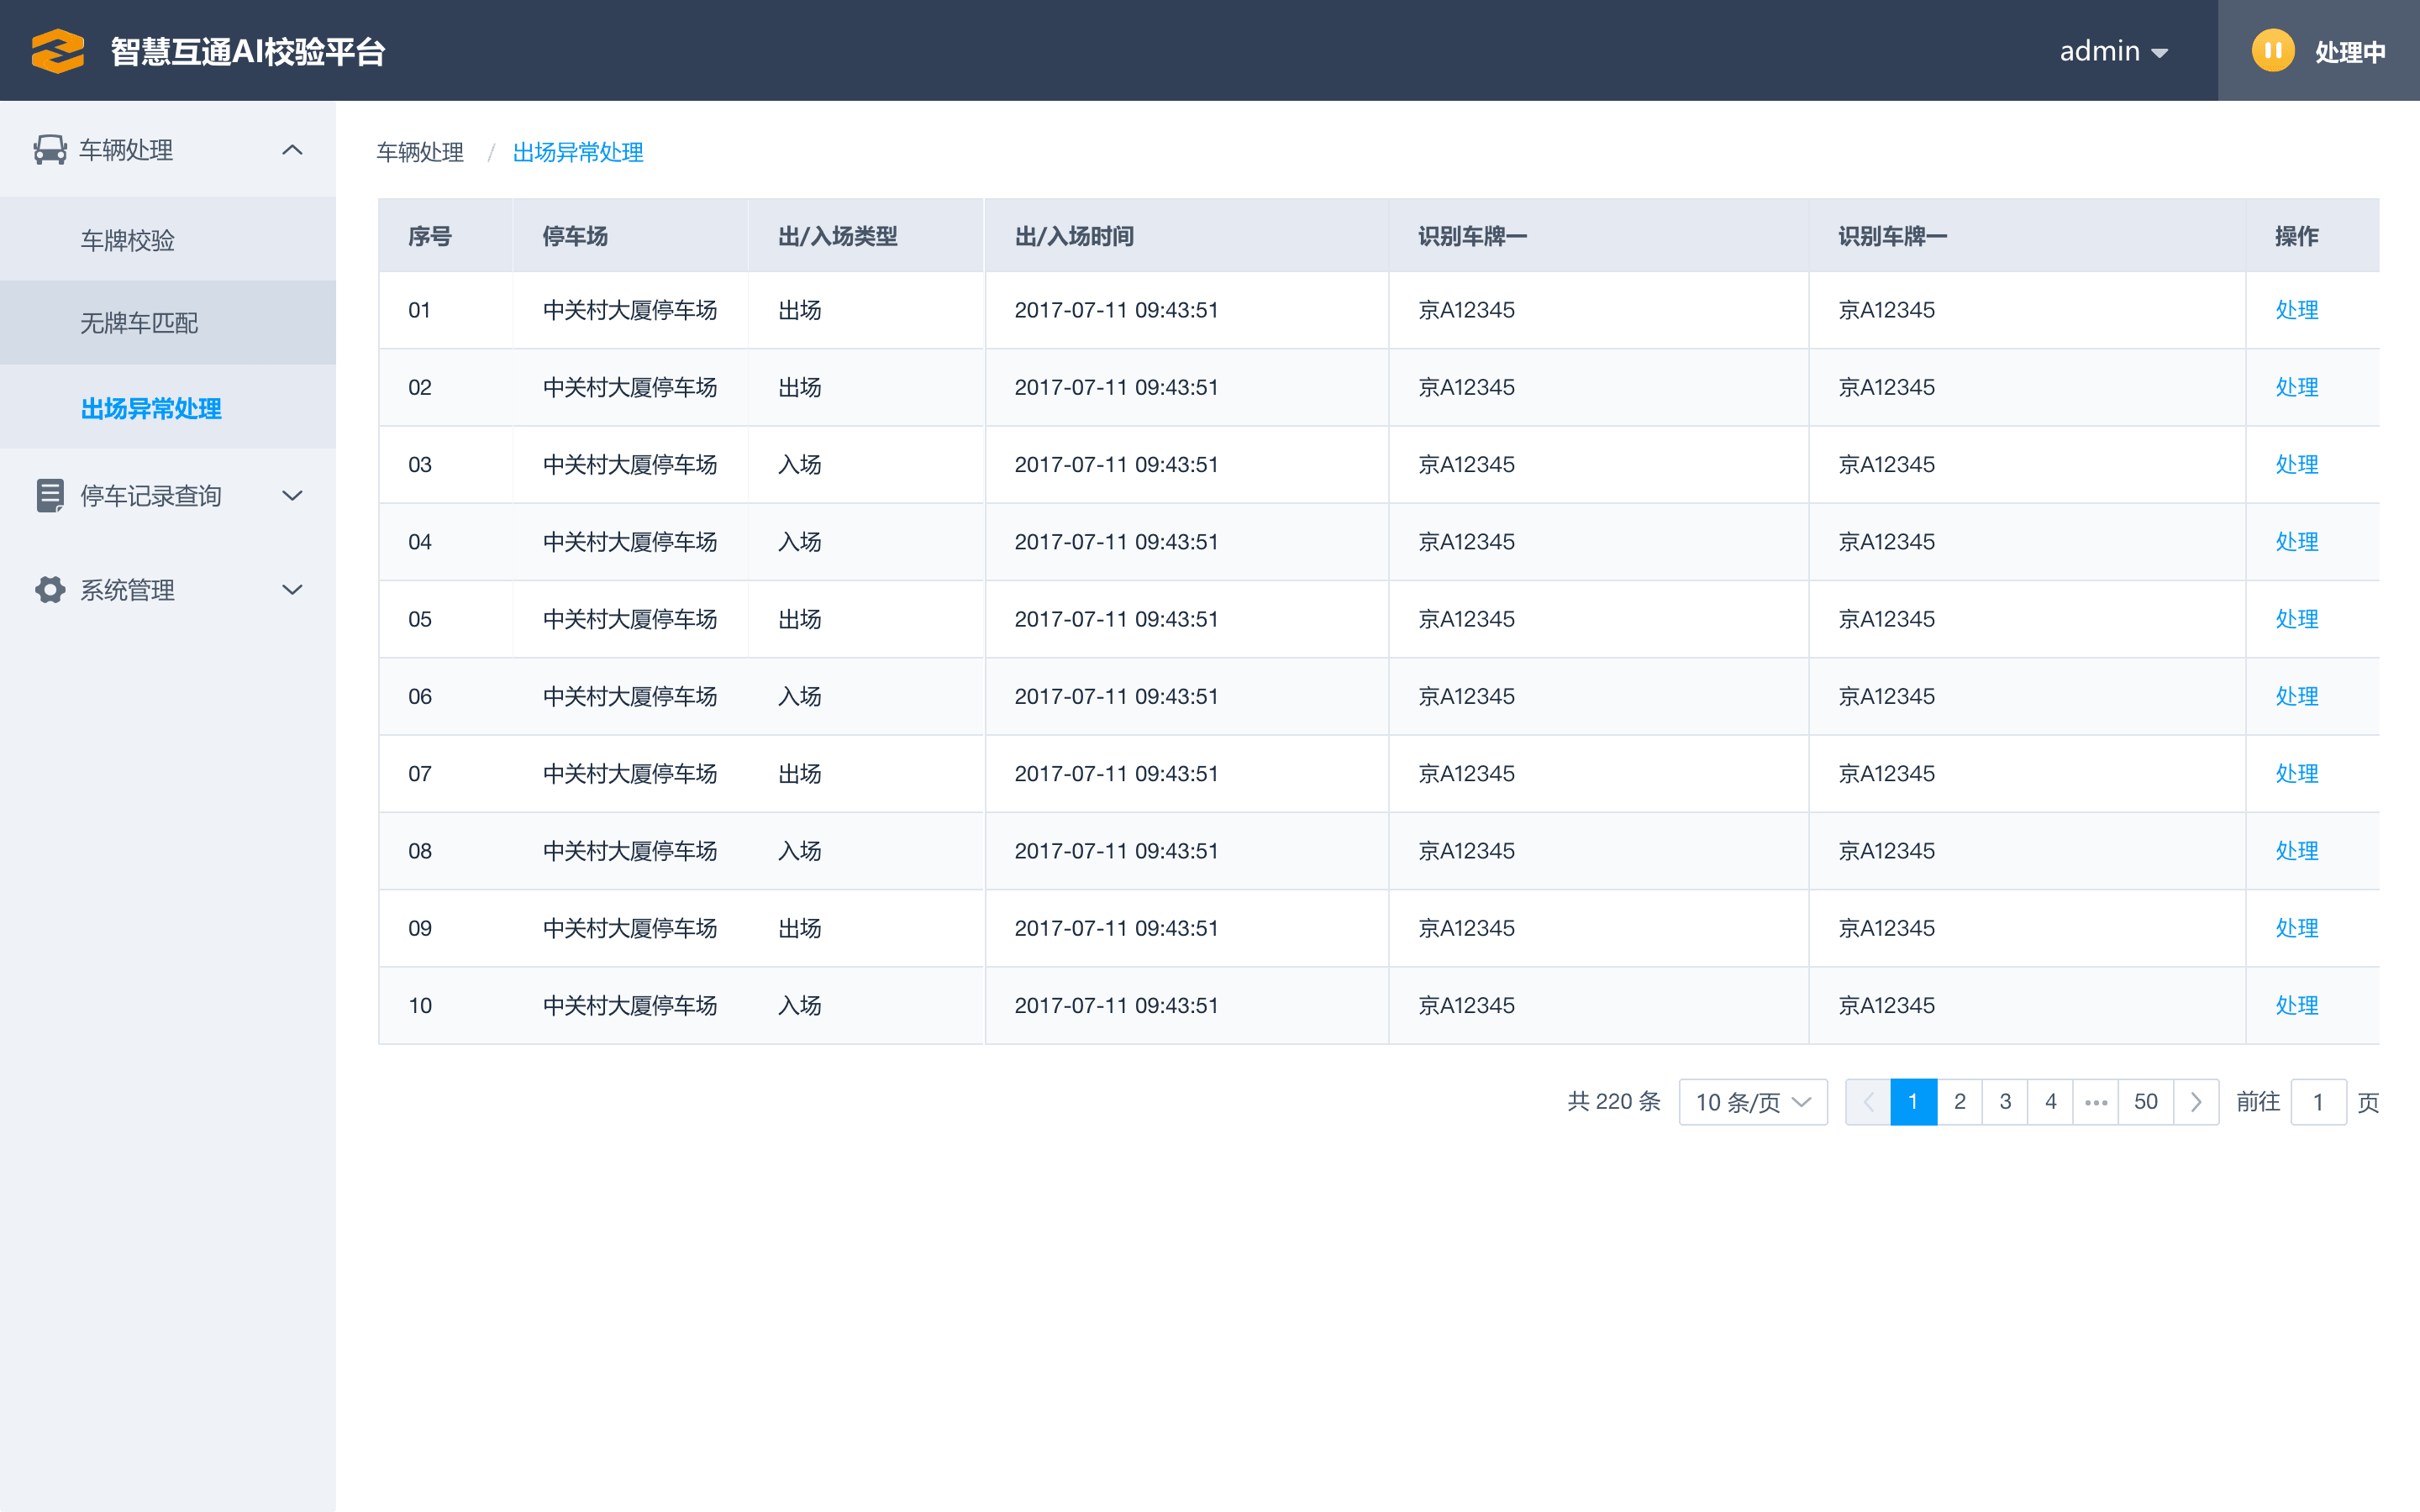 智慧互通AI校验平台
admin
处理中
车辆处理
车牌校验
无牌车匹配
出场异常处理
停车记录查询
系统管理
车辆处理 / 出场异常处理
序号 停车场 出/入场类型 出/入场时间 识别车牌一 识别车牌一 操作
01 中关村大厦停车场 出场 2017-07-11 09:43:51 京A12345 京A12345 处理
02 中关村大厦停车场 出场 2017-07-11 09:43:51 京A12345 京A12345 处理
03 中关村大厦停车场 入场 2017-07-11 09:43:51 京A12345 京A12345 处理
04 中关村大厦停车场 入场 2017-07-11 09:43:51 京A12345 京A12345 处理
05 中关村大厦停车场 出场 2017-07-11 09:43:51 京A12345 京A12345 处理
06 中关村大厦停车场 入场 2017-07-11 09:43:51 京A12345 京A12345 处理
07 中关村大厦停车场 出场 2017-07-11 09:43:51 京A12345 京A12345 处理
08 中关村大厦停车场 入场 2017-07-11 09:43:51 京A12345 京A12345 处理
09 中关村大厦停车场 出场 2017-07-11 09:43:51 京A12345 京A12345 处理
10 中关村大厦停车场 入场 2017-07-11 09:43:51 京A12345 京A12345 处理
共 220 条 10 条/页 1 2 3 4 ••• 50 前往 1 页